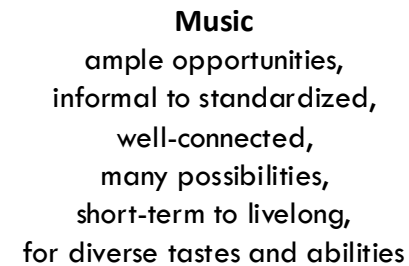 Music
ample opportunities,
informal to standardized,
well-connected,
many possibilities,
short-term to livelong,
for diverse tastes and abilities